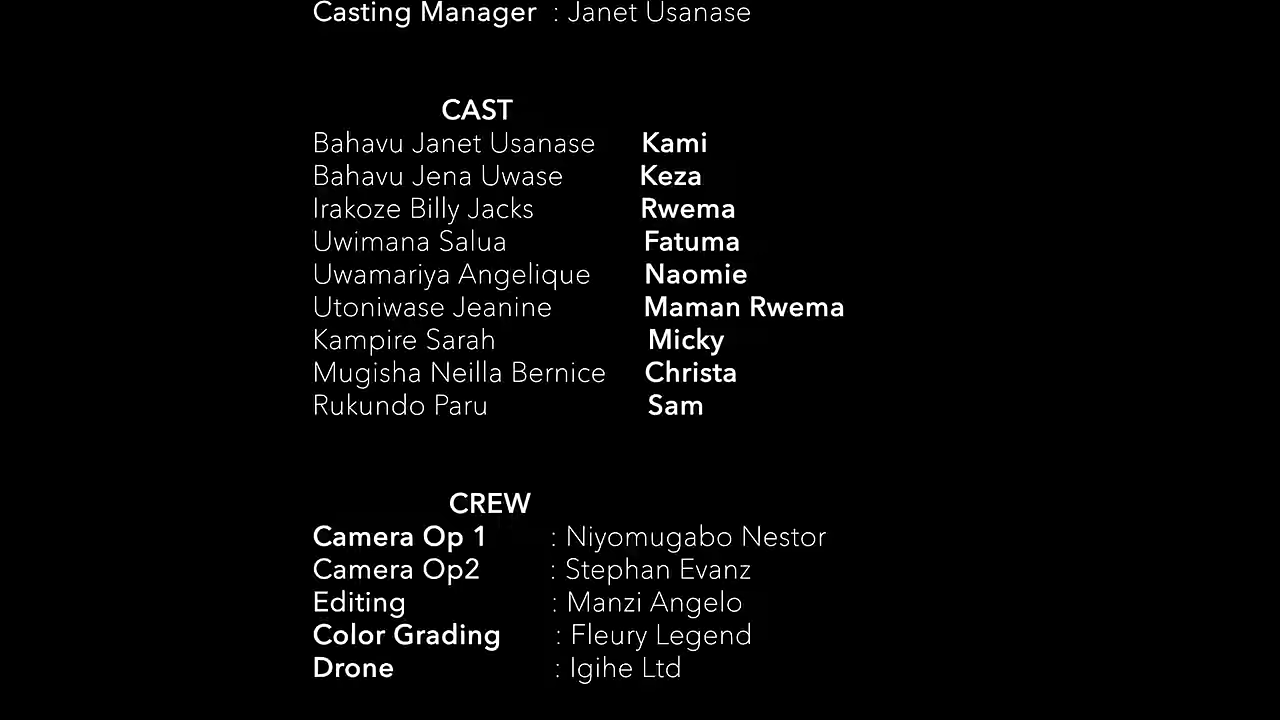 Casting Manager : Janet Usanase
CAST
Bahavu Janet Usanase Kami
Bahavu Jena Uwase Keza
Irakoze Billy Jacks Rwema
Uwimana Salua Fatuma
Uwamariya Angelique Naomie
Utoniwase Jeanine Maman Rwema
Kampire Sarah Micky
Mugisha Neilla Bernice Christa
Rukundo Paru Sam
CREW
Camera Op 1 : Niyomugabo Nestor
Camera Op2 : Stephan Evanz
Editing : Manzi Angelo
Color Grading : Fleury Legend
Drone : Igihe Ltd